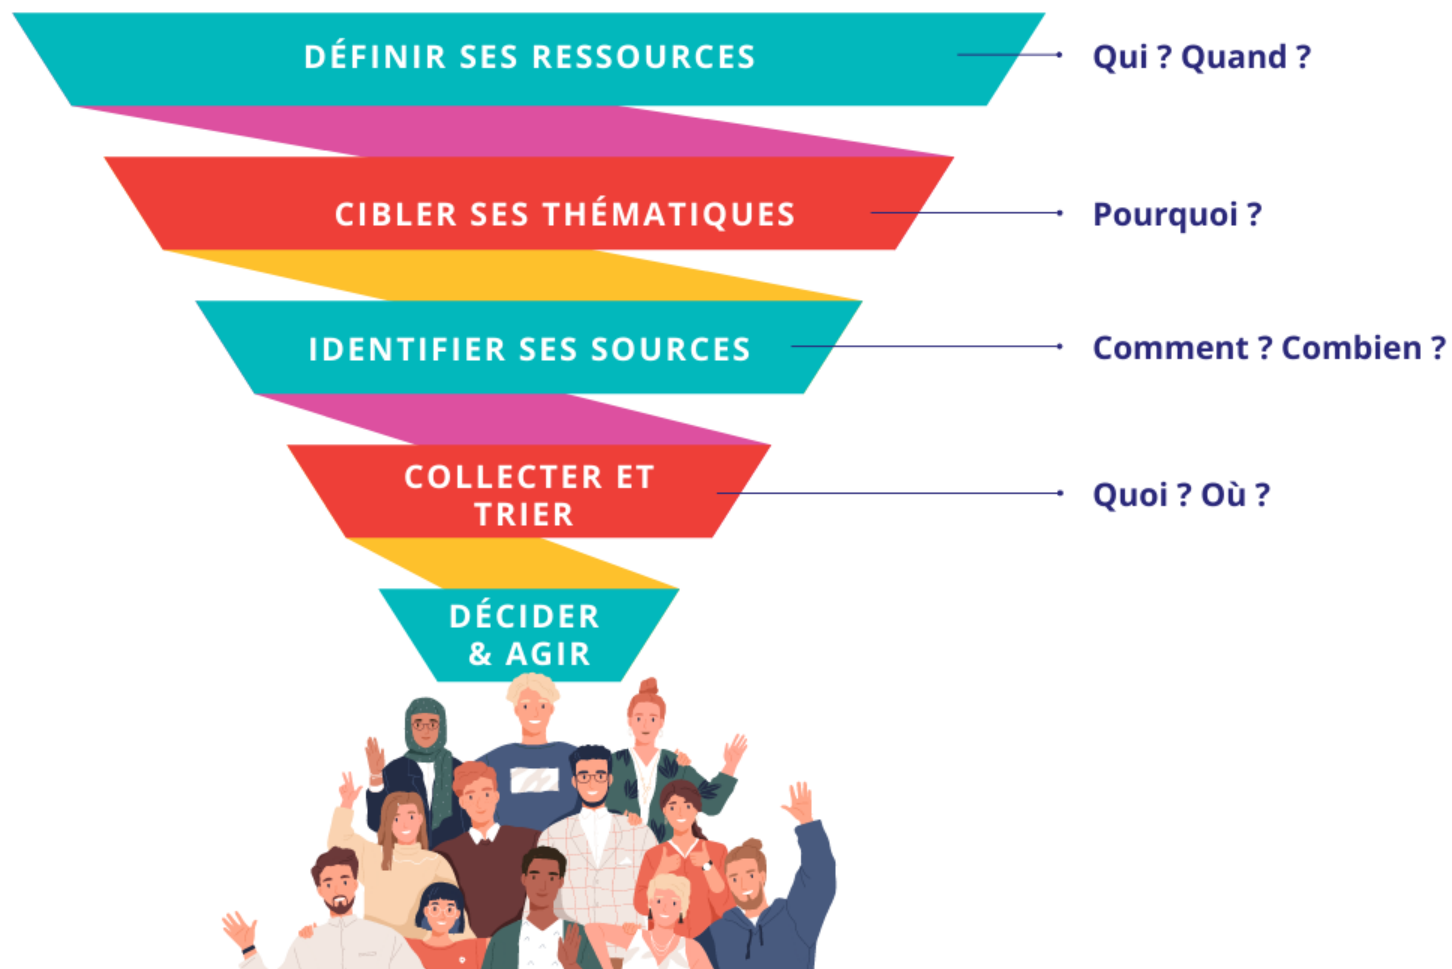 DÉFINIR SES RESSOURCES
Qui ? Quand ?
CIBLER SES THÉMATIQUES
Pourquoi ?
IDENTIFIER SES SOURCES
Comment ? Combien ?
COLLECTER ET
TRIER
Quoi ? Où ?
DÉCIDER
& AGIR